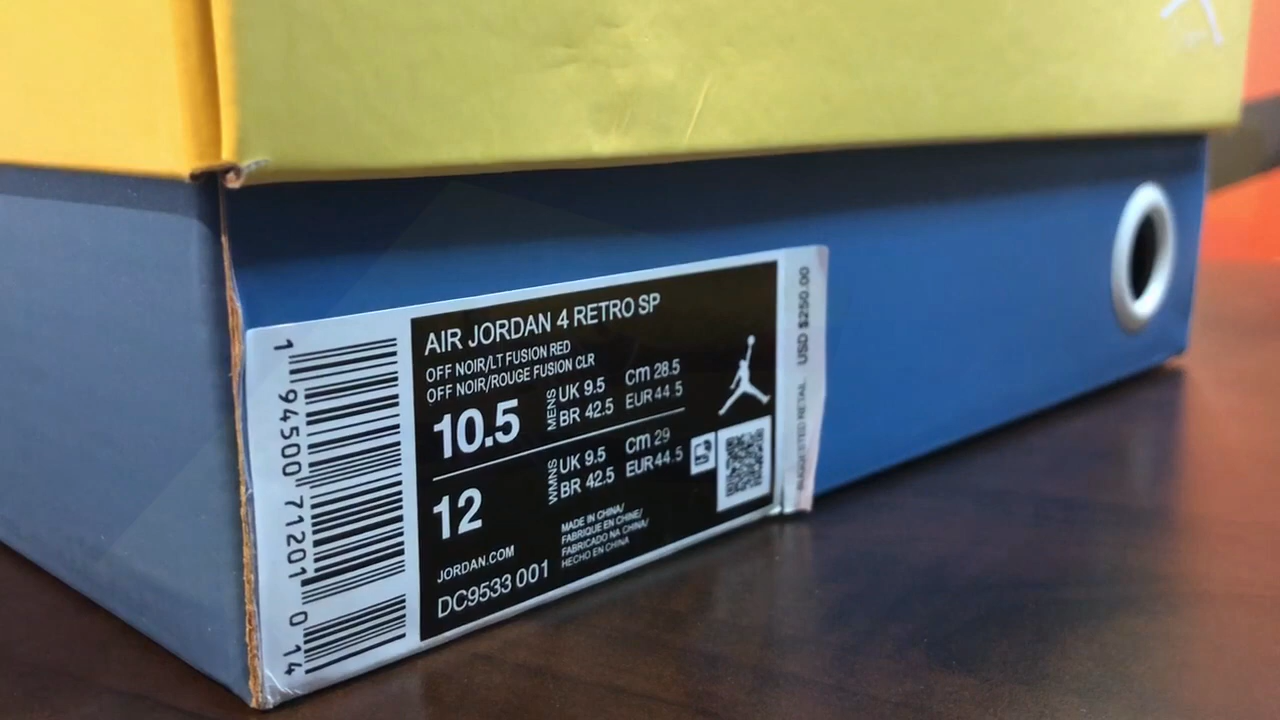 AIR JORDAN 4 RETRO SP
OFF NOIR/LT FUSION RED
OFF NOIR/ROUGE FUSION CLR
10.5
MENS
UK 9.5 cm 28.5
BR 42.5 EUR 44.5
12
WMNS
UK 9.5 cm 29
BR 42.5 EUR 44.5
JORDAN.COM
DC9533 001
MADE IN CHINA/
FABRIQUE EN CHINE/
FABRICADO NA CHINA/
HECHO EN CHINA
1 94500 71201 0 14
SUGGESTED RETAIL USD $250.00